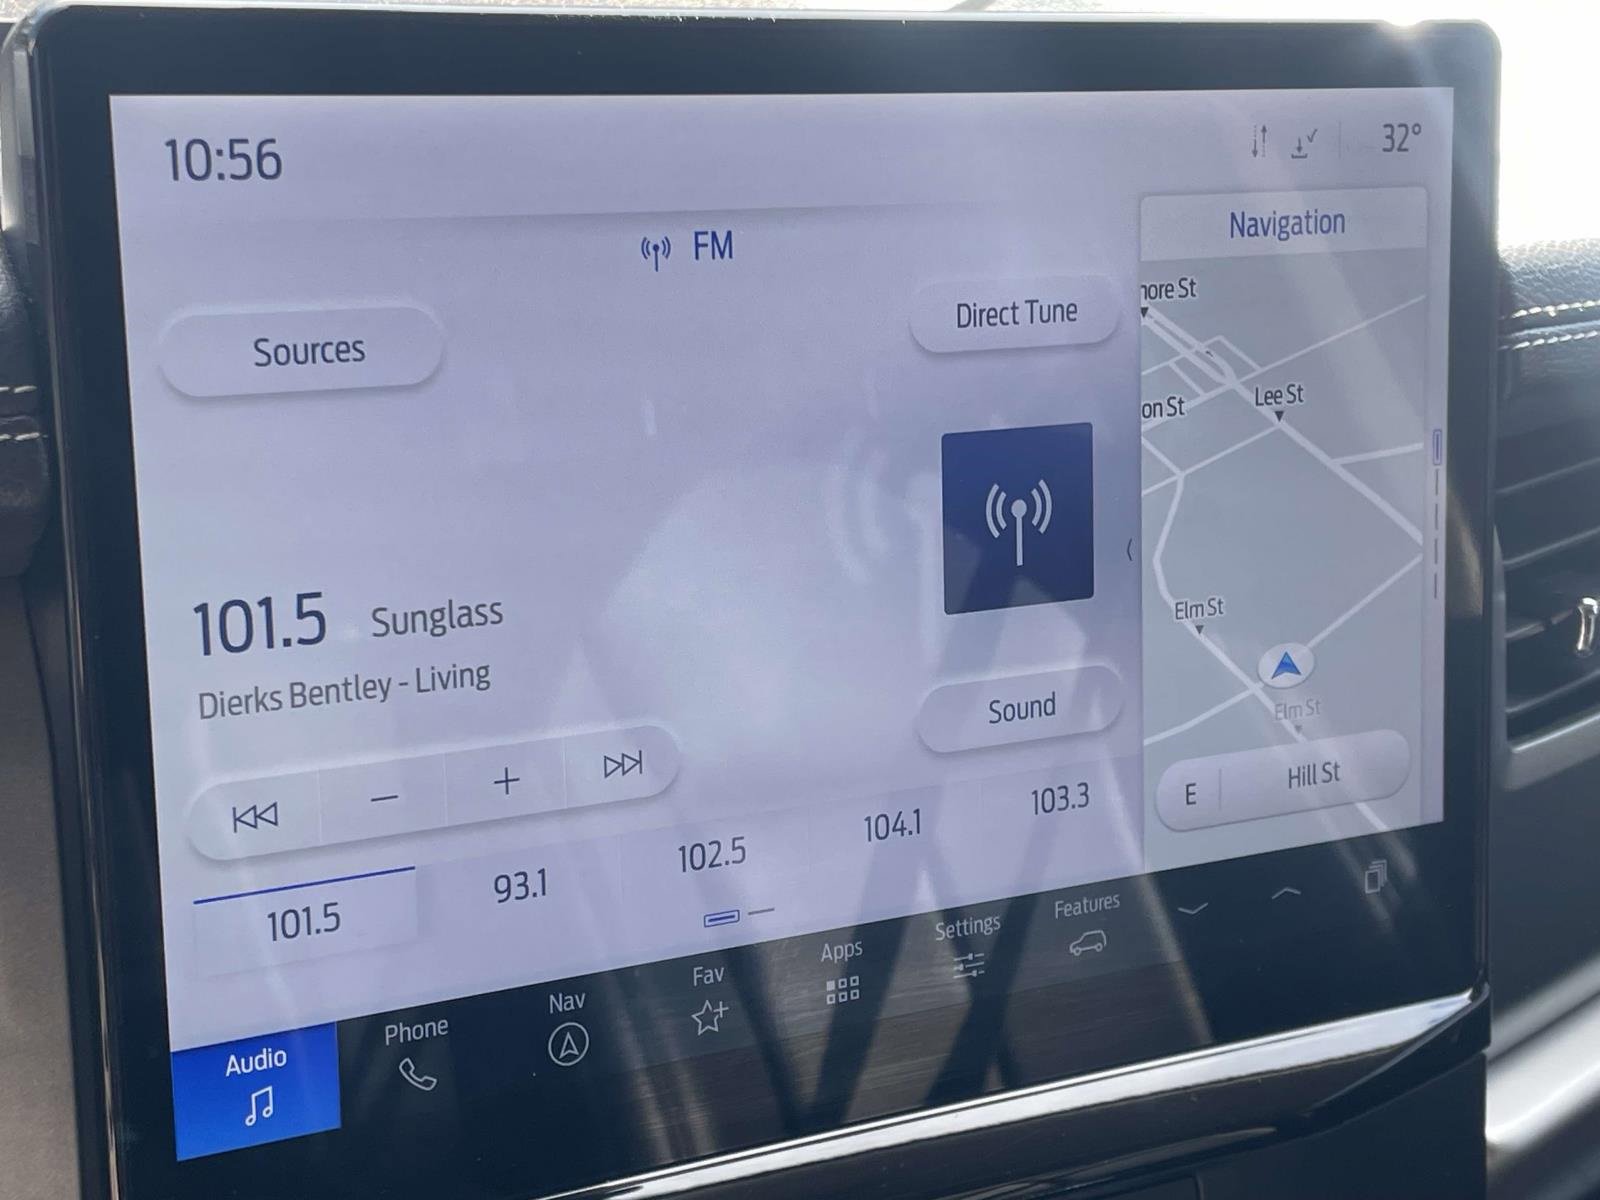 10:56
32°
FM
Navigation
Sources
Direct Tune
nore St
Lee St
on St
101.5 Sunglass
Dierks Bentley - Living
Elm St
Elm St
Sound
E Hill St
101.5
93.1
102.5
104.1
103.3
Audio
Phone
Nav
Fav
Apps
Settings
Features